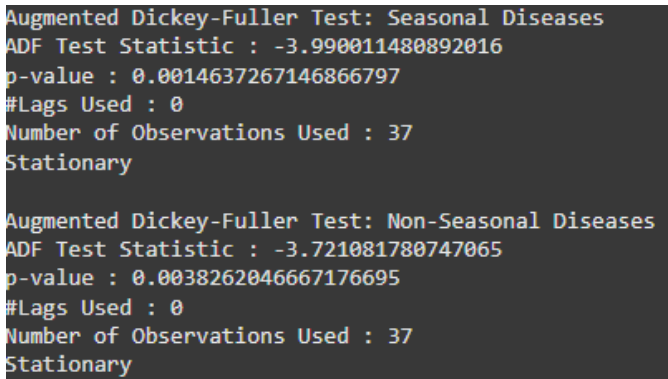 Augmented Dickey-Fuller Test: Seasonal Diseases
ADF Test Statistic : -3.990011480892016
p-value : 0.0014637267146866797
#Lags Used : 0
Number of Observations Used : 37
Stationary
Augmented Dickey-Fuller Test: Non-Seasonal Diseases
ADF Test Statistic : -3.721081780747065
p-value : 0.0038262046667176695
#Lags Used : 0
Number of Observations Used : 37
Stationary